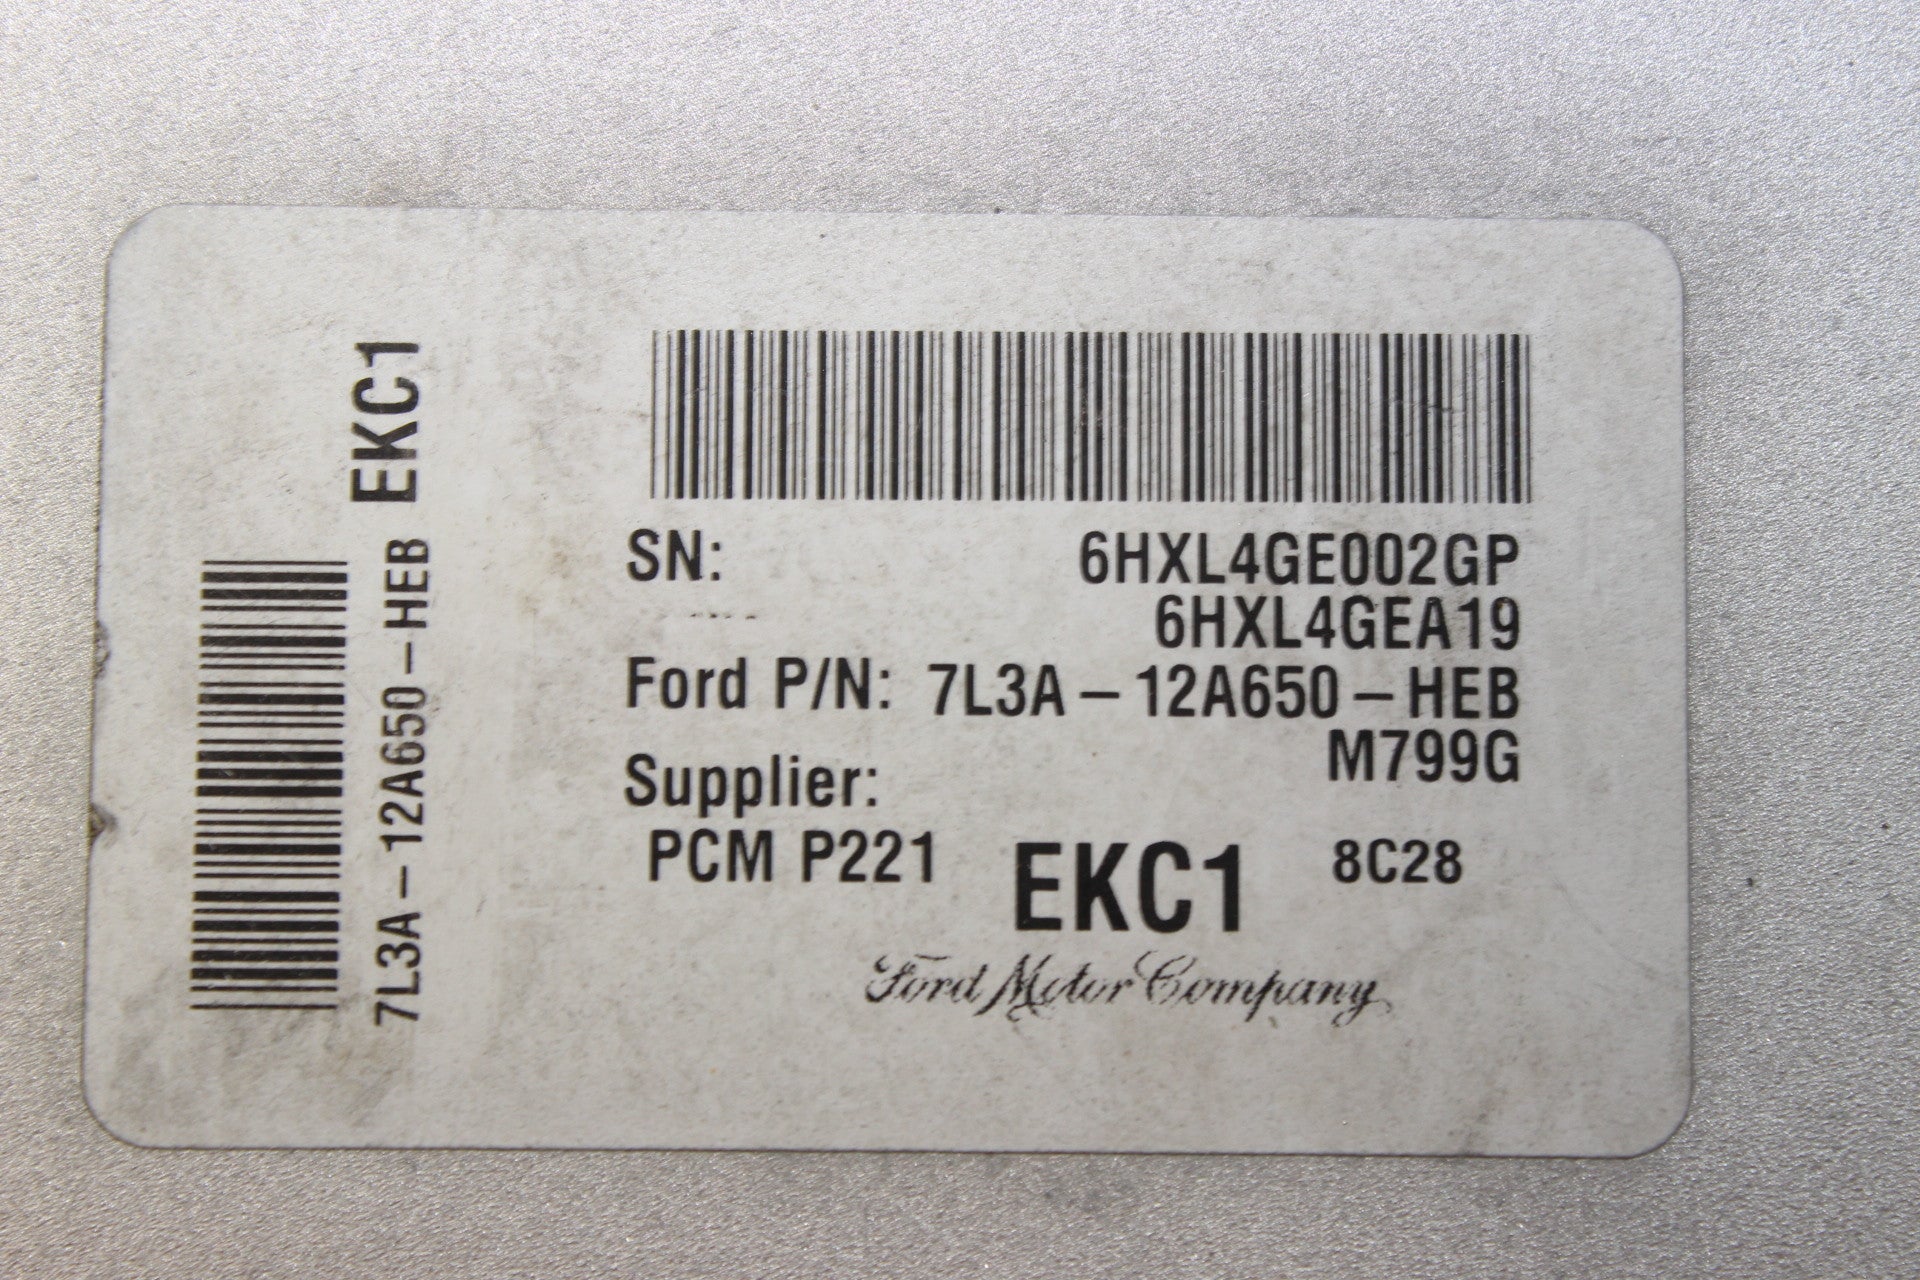 EKC1
7L3A-12A650-HEB
SN: 6HXL4GE002GP
6HXL4GEA19
Ford P/N: 7L3A-12A650-HEB
Supplier: M799G
PCM P221 EKC1 8C28
Ford Motor Company